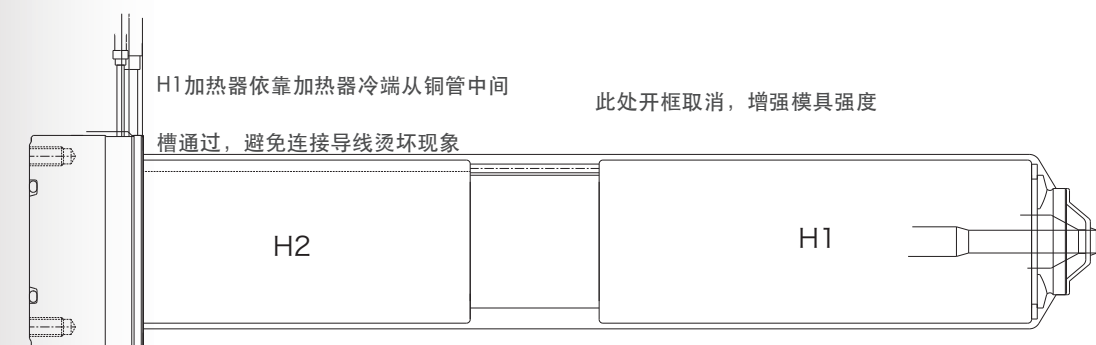 H1加热器依靠加热器冷端从铜管中间
此处开框取消，增强模具强度
槽通过，避免连接导线烫坏现象
H2
H1